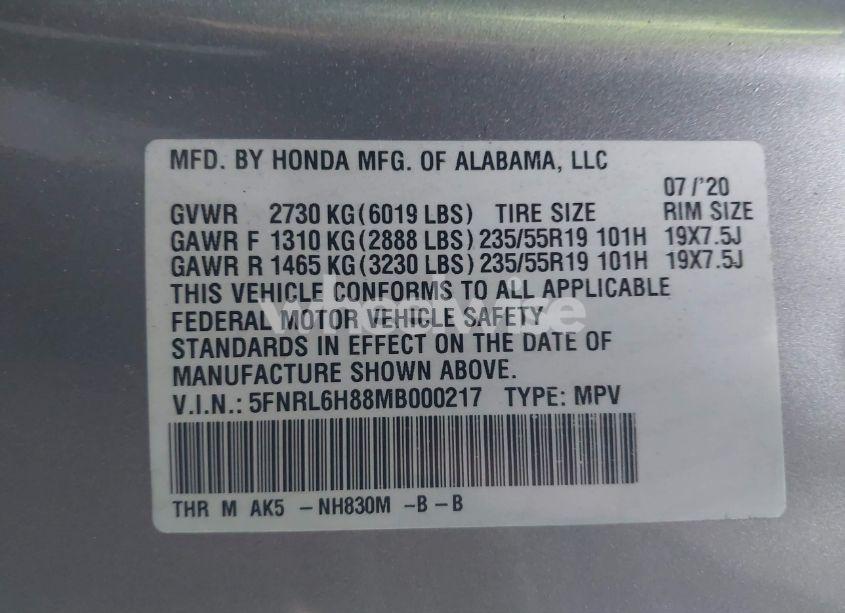 MFD. BY HONDA MFG. OF ALABAMA, LLC
07/'20
GVWR 2730 KG (6019 LBS) TIRE SIZE RIM SIZE
GAWR F 1310 KG (2888 LBS) 235/55R19 101H 19X7.5J
GAWR R 1465 KG (3230 LBS) 235/55R19 101H 19X7.5J
THIS VEHICLE CONFORMS TO ALL APPLICABLE
FEDERAL MOTOR VEHICLE SAFETY
STANDARDS IN EFFECT ON THE DATE OF
MANUFACTURE SHOWN ABOVE.
V.I.N.: 5FNRL6H88MB000217 TYPE: MPV
THR M AK5 -NH830M -B -B
wheelwise